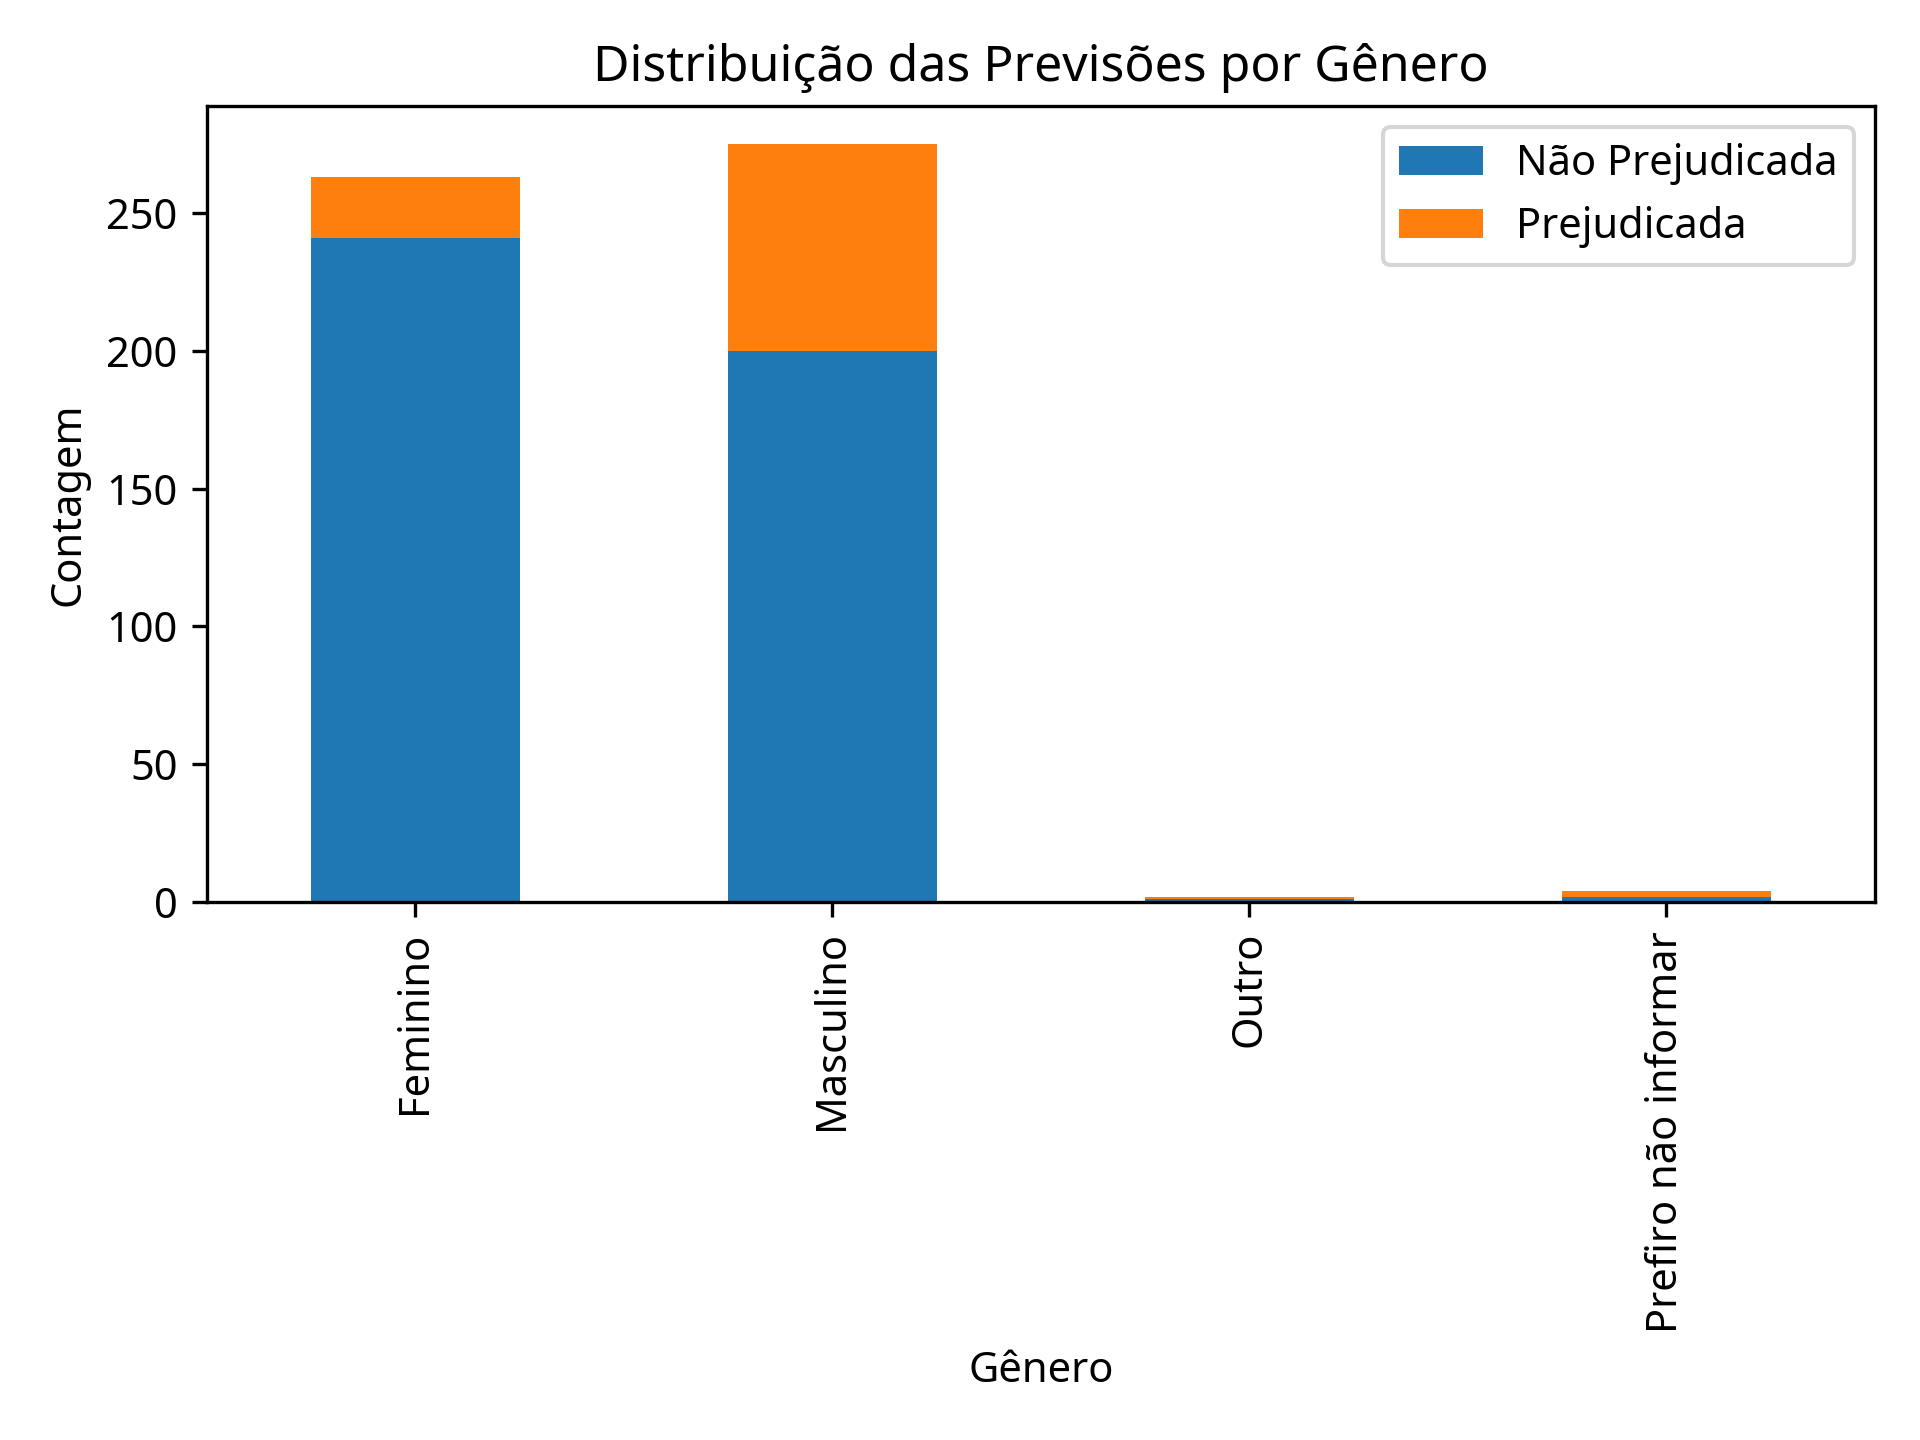 Distribuição das Previsões por Gênero
Não Prejudicada
Prejudicada
Contagem
250
200
150
100
50
0
Feminino
Masculino
Outro
Prefiro não informar
Gênero